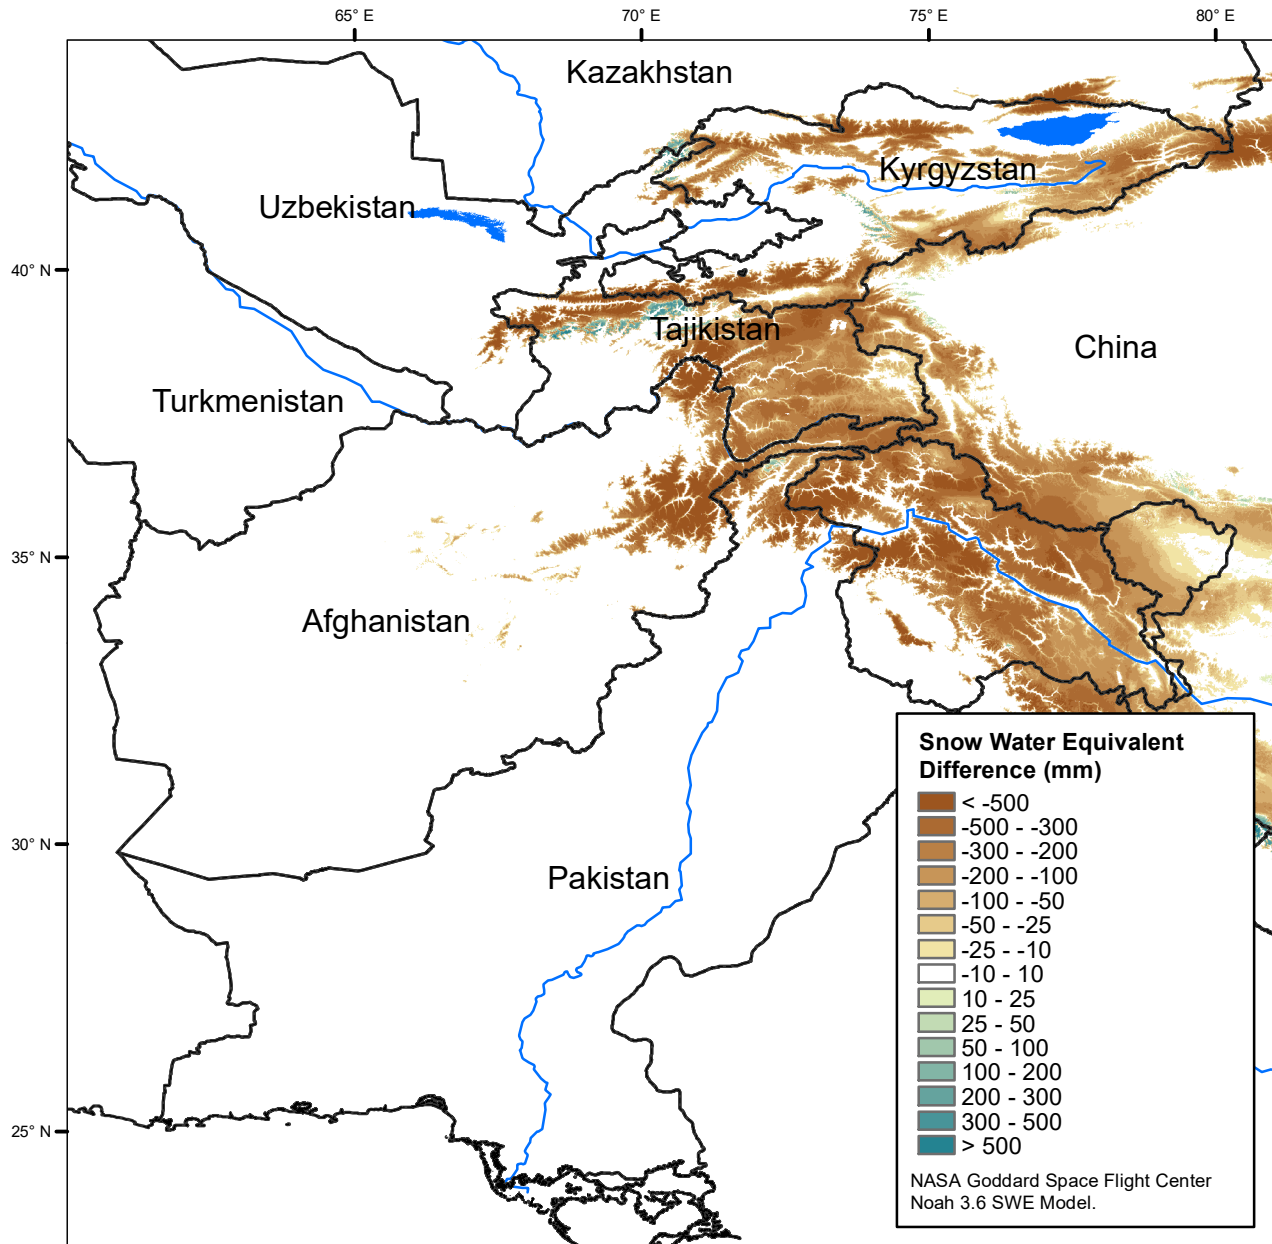 65° E
70° E
75° E
80° E
Kazakhstan
Kyrgyzstan
Uzbekistan
40° N
Tajikistan
China
Turkmenistan
35° N
Afghanistan
Snow Water Equivalent
Difference (mm)
< -500
-500 - -300
-300 - -200
-200 - -100
-100 - -50
-50 - -25
-25 - -10
-10 - 10
10 - 25
25 - 50
50 - 100
100 - 200
200 - 300
300 - 500
> 500
30° N
Pakistan
25° N
NASA Goddard Space Flight Center
Noah 3.6 SWE Model.